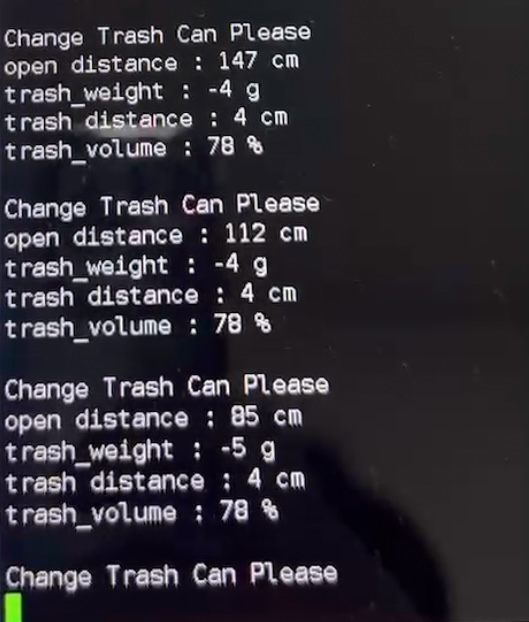 Change Trash Can Please
open distance : 147 cm
trash_weight : -4 g
trash distance : 4 cm
trash_volume : 78 %
Change Trash Can Please
open distance : 112 cm
trash_weight : -4 g
trash distance : 4 cm
trash_volume : 78 %
Change Trash Can Please
open distance : 85 cm
trash_weight : -5 g
trash distance : 4 cm
trash_volume : 78 %
Change Trash Can Please